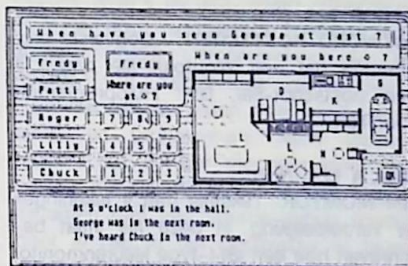 When have you seen George at last ?
When are you here ◇ ?
Fredy
Fredy
Where are you
at ◇ ?
Patti
Roger
7 8 9
Lilly
4 5 6
Chuck
1 2 3
D
K
G
L
L
H
OK
At 5 o'clock i was in the hall.
George was in the next room.
I've heard Chuck in the next room.